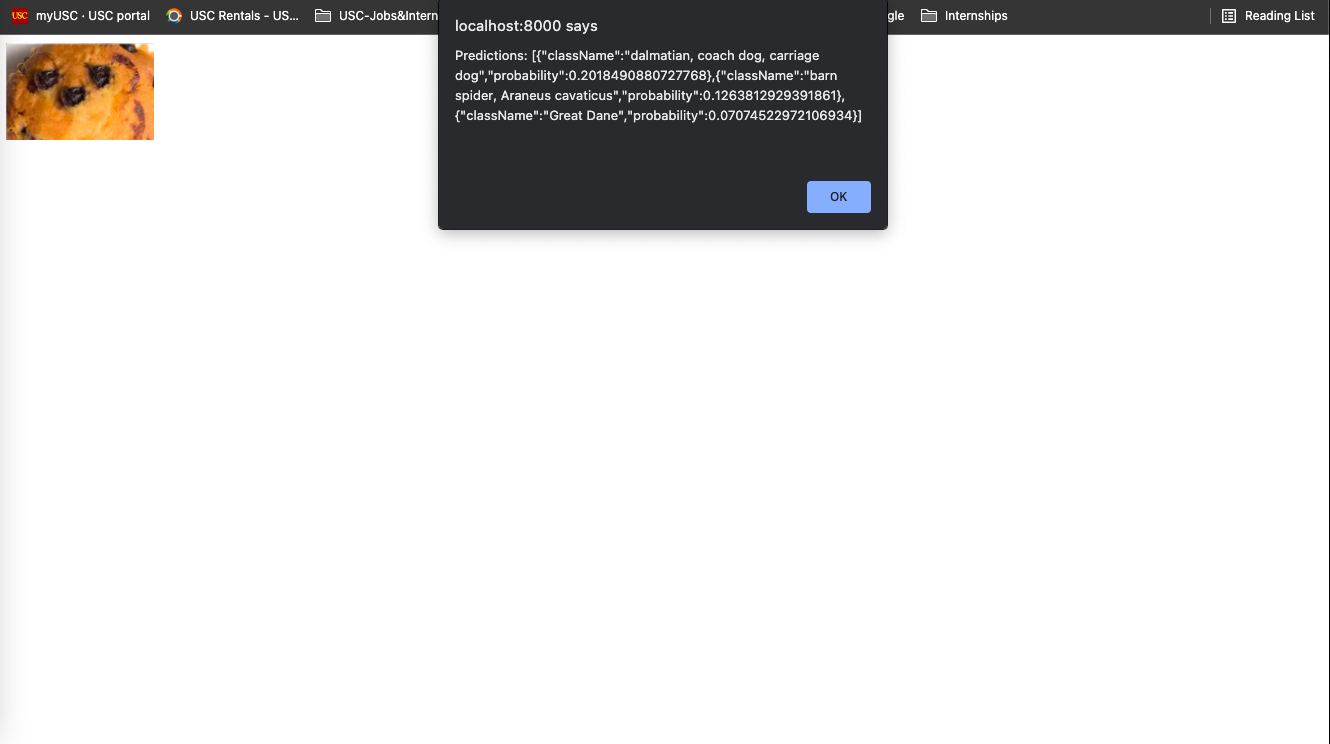 USC myUSC · USC portal
USC Rentals - US...
USC-Jobs&Intern
gle
Internships
Reading List
localhost:8000 says
Predictions: [{"className":"dalmatian, coach dog, carriage
dog","probability":0.2018490880727768},{"className":"barn
spider, Araneus cavaticus","probability":0.1263812929391861},
{"className":"Great Dane","probability":0.07074522972106934}]
OK